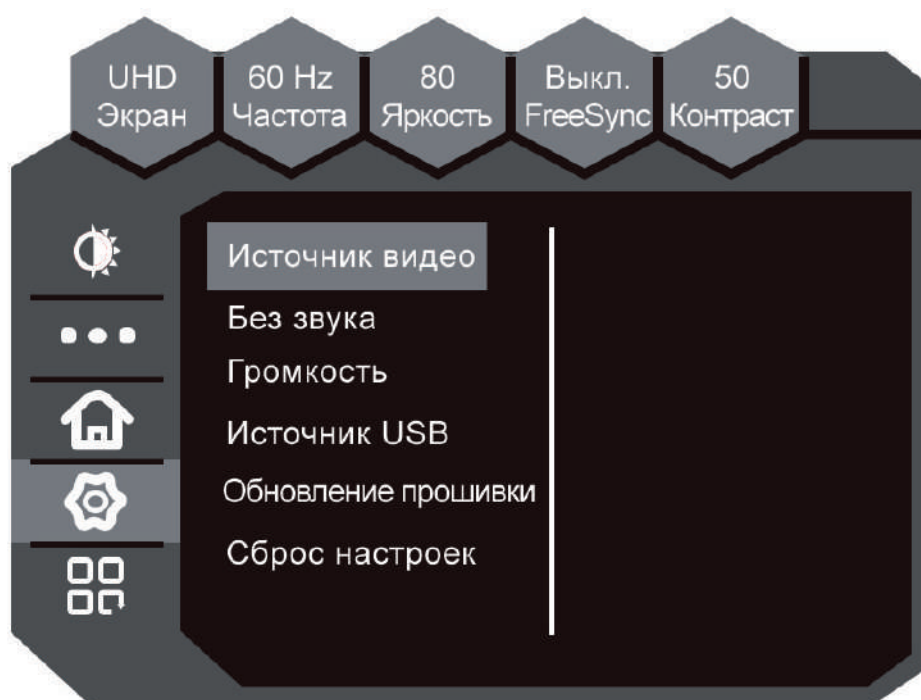 UHD
Экран
60 Hz
Частота
80
Яркость
Выкл.
FreeSync
50
Контраст
Источник видео
Без звука
Громкость
Источник USB
Обновление прошивки
Сброс настроек